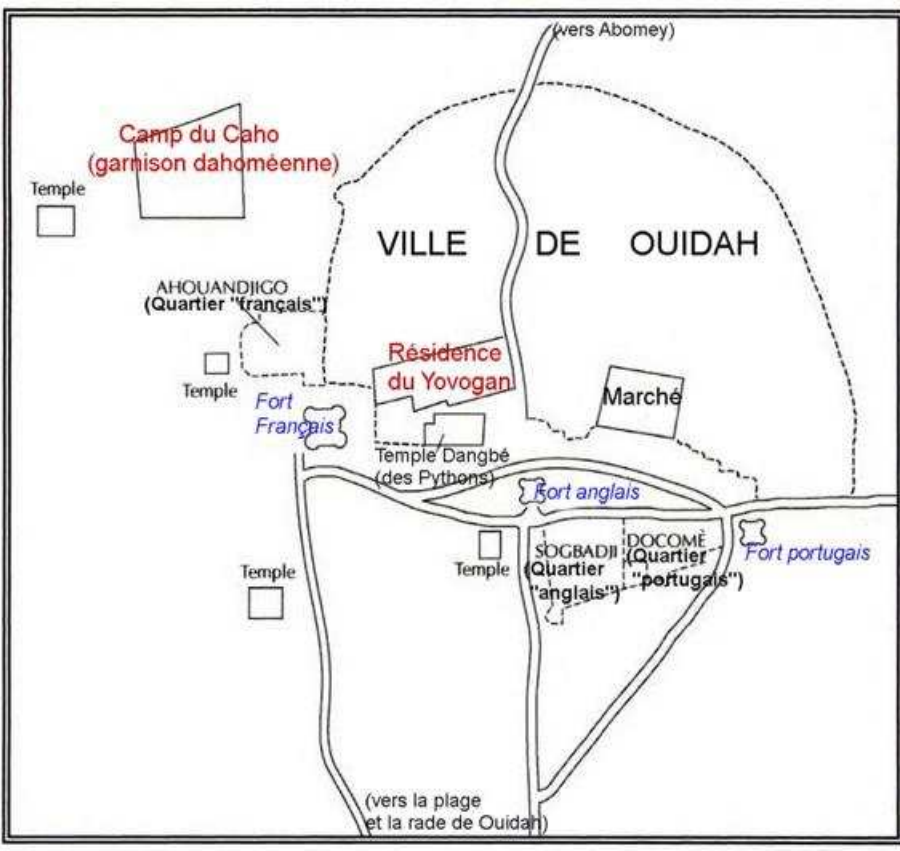 (vers Abomey)
Camp du Caho
(garnison dahoméenne)
Temple
VILLE DE OUIDAH
AHOUANDJIGO
(Quartier "français")
Résidence
du Yovogan
Temple
Marché
Fort
Français
Temple Dangbé
(des Pythons)
Fort anglais
SOGBADJI
(Quartier
"anglais")
DOCOMÈ
(Quartier
"portugais")
Fort portugais
Temple
Temple
(vers la plage
et la rade de Ouidah)